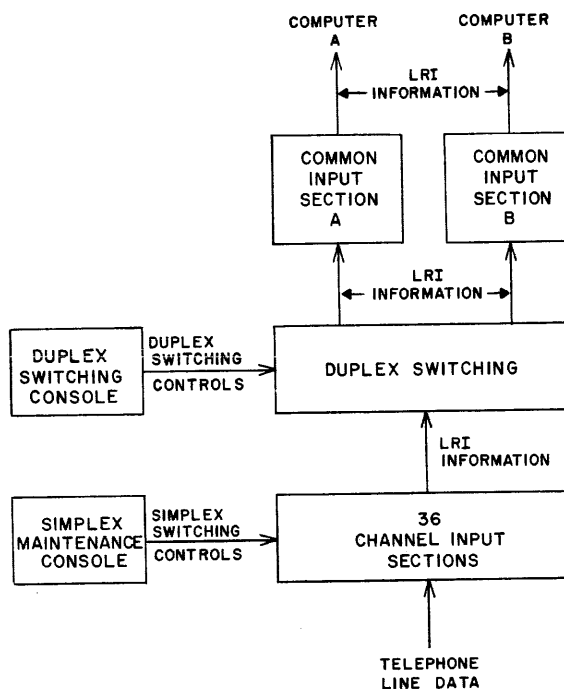 COMPUTER
A
COMPUTER
B
LRI
INFORMATION
COMMON
INPUT
SECTION
A
COMMON
INPUT
SECTION
B
LRI
INFORMATION
DUPLEX
SWITCHING
CONSOLE
DUPLEX
SWITCHING
CONTROLS
DUPLEX SWITCHING
LRI
INFORMATION
SIMPLEX
MAINTENANCE
CONSOLE
SIMPLEX
SWITCHING
CONTROLS
36
CHANNEL INPUT
SECTIONS
TELEPHONE
LINE DATA